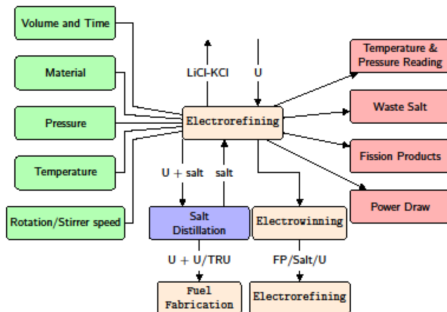 Volume and Time
Material
Pressure
Temperature
Rotation/Stirrer speed
LiCl-KCl
U
Electrorefining
U + salt
salt
Salt
Distillation
Electrowinning
U + U/TRU
FP/Salt/U
Fuel
Fabrication
Electrorefining
Temperature &
Pressure Reading
Waste Salt
Fission Products
Power Draw